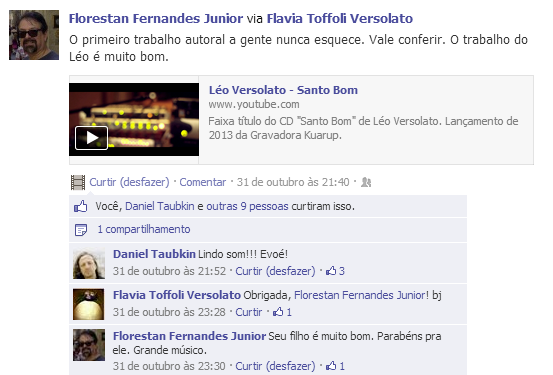 Florestan Fernandes Junior via Flavia Toffoli Versolato
O primeiro trabalho autoral a gente nunca esquece. Vale conferir. O trabalho do
Léo é muito bom.
Léo Versolato - Santo Bom
www.youtube.com
Faixa título do CD "Santo Bom" de Léo Versolato. Lançamento de
2013 da Gravadora Kuarup.
Curtir (desfazer) · Comentar · 31 de outubro às 21:40 ·
Você, Daniel Taubkin e outras 9 pessoas curtiram isso.
1 compartilhamento
Daniel Taubkin Lindo som!!! Evoé!
31 de outubro às 21:52 · Curtir (desfazer) · 3
Flavia Toffoli Versolato Obrigada, Florestan Fernandes Junior! bj
31 de outubro às 23:28 · Curtir · 1
Florestan Fernandes Junior Seu filho é muito bom. Parabéns pra
ele. Grande músico.
31 de outubro às 23:30 · Curtir (desfazer) · 1